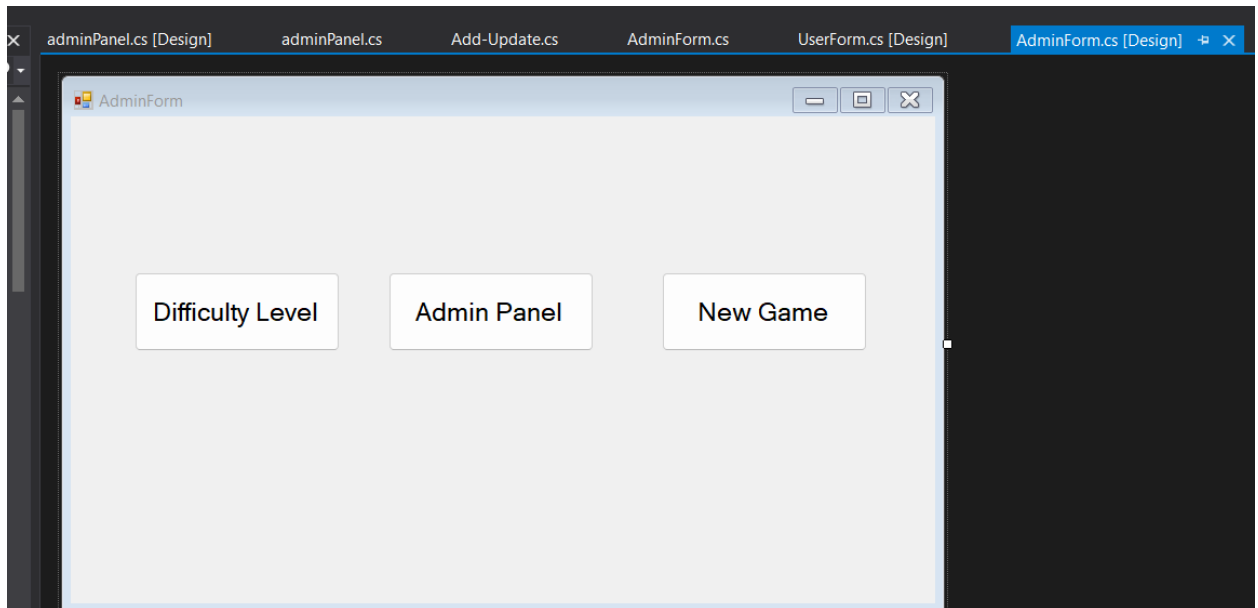 adminPanel.cs [Design] adminPanel.cs Add-Update.cs AdminForm.cs UserForm.cs [Design] AdminForm.cs [Design]
AdminForm
Difficulty Level Admin Panel New Game